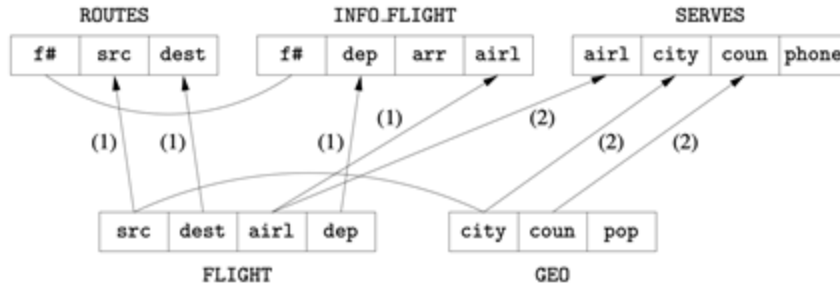 ROUTES INFO_FLIGHT SERVES
f# src dest f# dep arr airl airl city coun phone
(1) (1) (1) (1) (2) (2) (2)
src dest airl dep city coun pop
FLIGHT GEO